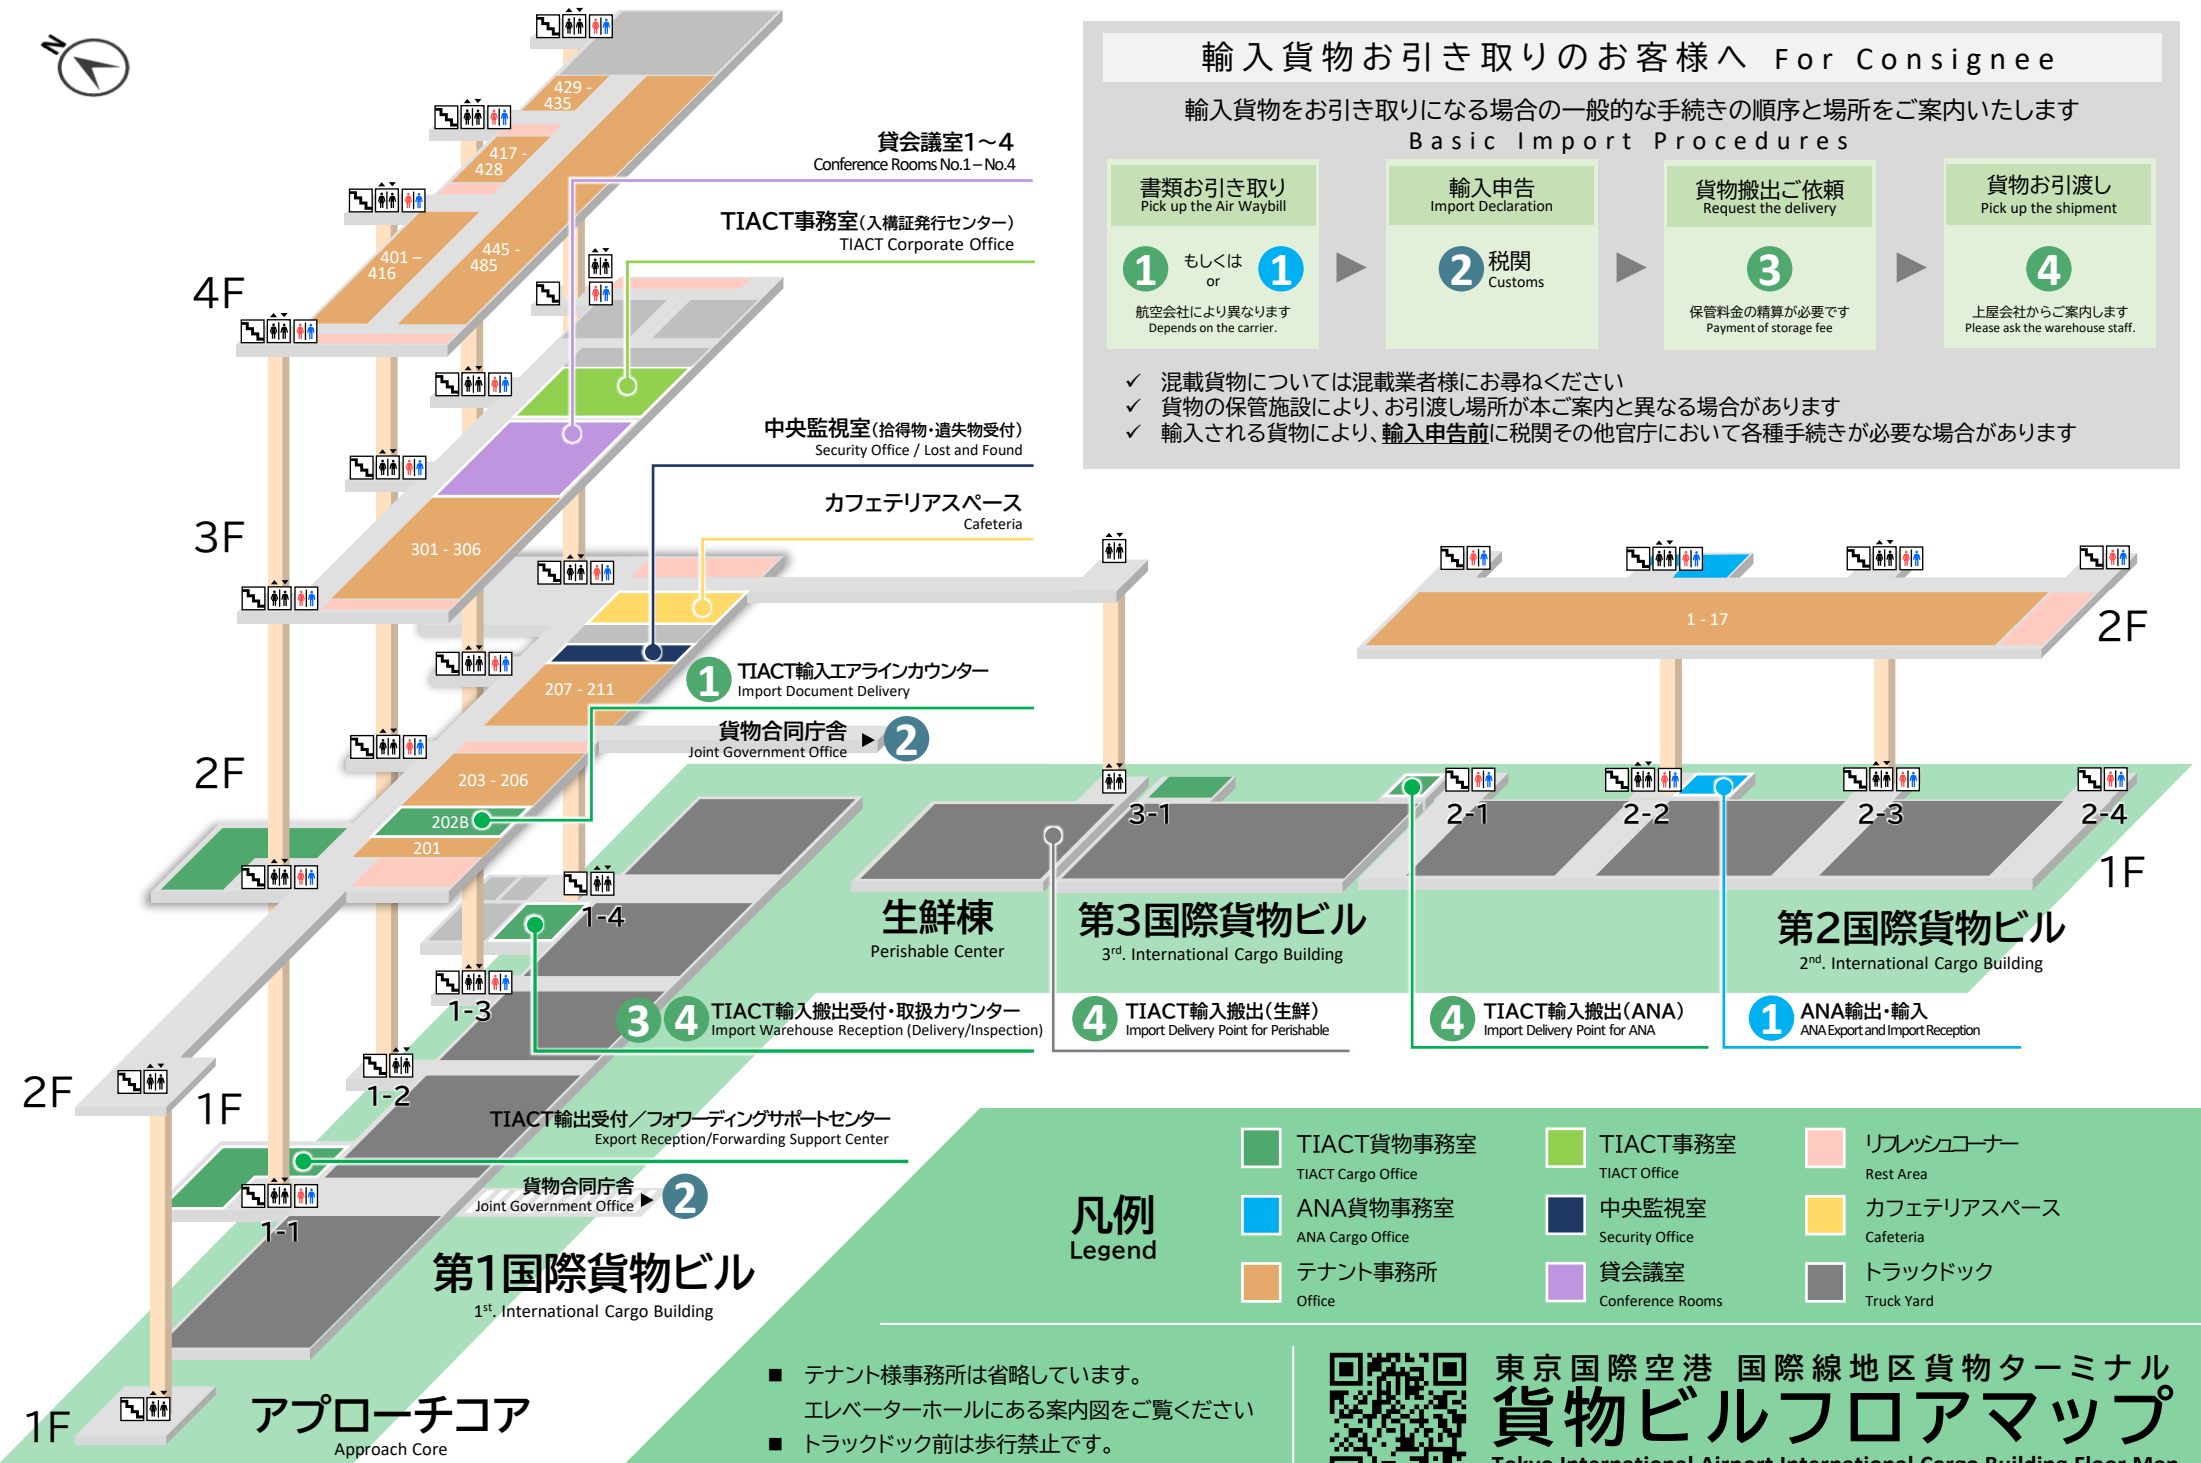 N
輸入貨物お引き取りのお客様へ For Consignee
輸入貨物をお引き取りになる場合の一般的な手続きの順序と場所をご案内いたします
Basic Import Procedures
書類お引き取り
Pick up the Air Waybill
1 もしくは or 1
航空会社により異なります
Depends on the carrier.
輸入申告
Import Declaration
2 税関
Customs
貨物搬出ご依頼
Request the delivery
3
保管料金の精算が必要です
Payment of storage fee
貨物お引渡し
Pick up the shipment
4
上屋会社からご案内します
Please ask the warehouse staff.
✓ 混載貨物については混載業者様にお尋ねください
✓ 貨物の保管施設により、お引渡し場所が本ご案内と異なる場合があります
✓ 輸入される貨物により、輸入申告前に税関その他官庁において各種手続きが必要な場合があります
429 -
435
417 -
428
401 –
416
445 -
485
4F
貸会議室1～4
Conference Rooms No.1 – No.4
TIACT事務室(入構証発行センター)
TIACT Corporate Office
中央監視室(拾得物・遺失物受付)
Security Office / Lost and Found
カフェテリアスペース
Cafeteria
3F
301 - 306
207 - 211
1 TIACT輸入エアラインカウンター
Import Document Delivery
貨物合同庁舎
Joint Government Office
2
2F
203 - 206
202B
201
1 - 17
2F
3-1
2-1
2-2
2-3
2-4
1F
1-4
1-3
1-2
1-1
生鮮棟
Perishable Center
第3国際貨物ビル
3rd. International Cargo Building
第2国際貨物ビル
2nd. International Cargo Building
3 4 TIACT輸入搬出受付・取扱カウンター
Import Warehouse Reception (Delivery/Inspection)
4 TIACT輸入搬出(生鮮)
Import Delivery Point for Perishable
4 TIACT輸入搬出(ANA)
Import Delivery Point for ANA
1 ANA輸出・輸入
ANA Export and Import Reception
2F
1F
TIACT輸出受付／フォワーディングサポートセンター
Export Reception/Forwarding Support Center
貨物合同庁舎
Joint Government Office
2
第1国際貨物ビル
1st. International Cargo Building
1F
アプローチコア
Approach Core
凡例
Legend
TIACT貨物事務室
TIACT Cargo Office
ANA貨物事務室
ANA Cargo Office
テナント事務所
Office
TIACT事務室
TIACT Office
中央監視室
Security Office
貸会議室
Conference Rooms
リフレッシュコーナー
Rest Area
カフェテリアスペース
Cafeteria
トラックドック
Truck Yard
■ テナント様事務所は省略しています。
エレベーターホールにある案内図をご覧ください
■ トラックドック前は歩行禁止です。
東京国際空港 国際線地区貨物ターミナル
貨物ビルフロアマップ
Tokyo International Airport International Cargo Building Floor Map